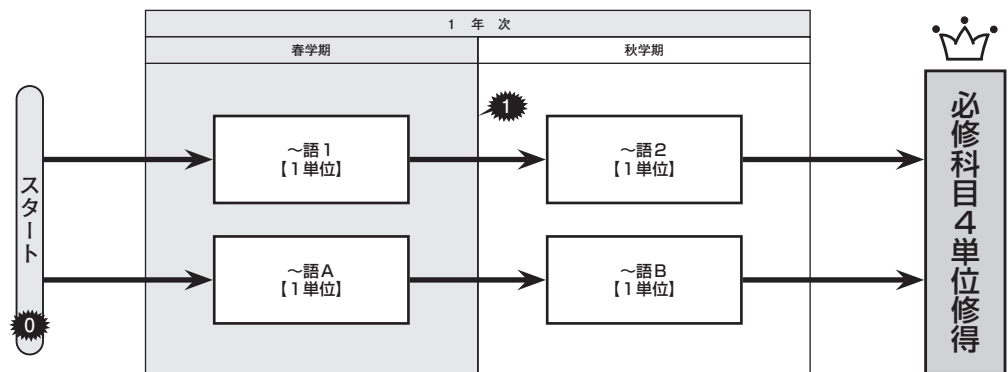 1 年 次
春学期
秋学期
スタート
0
1
～語1
【1単位】
～語2
【1単位】
～語A
【1単位】
～語B
【1単位】
必修科目4単位修得